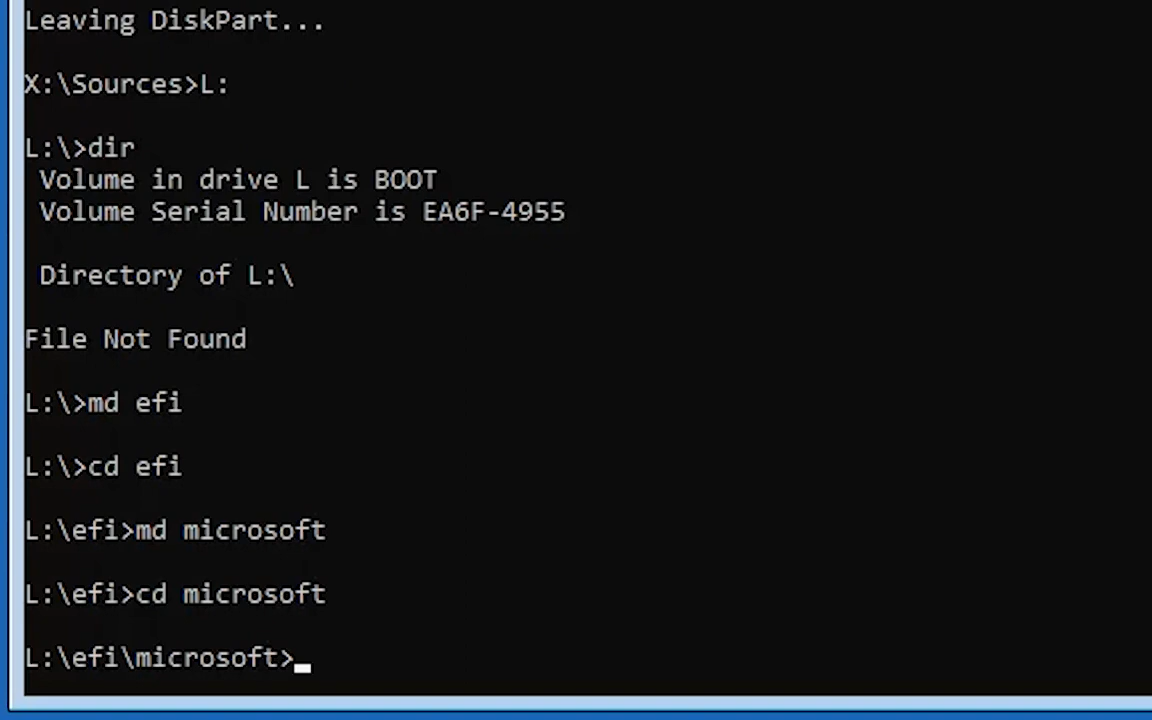 Leaving DiskPart...
X:\Sources>L:
L:\>dir
Volume in drive L is BOOT
Volume Serial Number is EA6F-4955
Directory of L:\
File Not Found
L:\>md efi
L:\>cd efi
L:\efi>md microsoft
L:\efi>cd microsoft
L:\efi\microsoft>